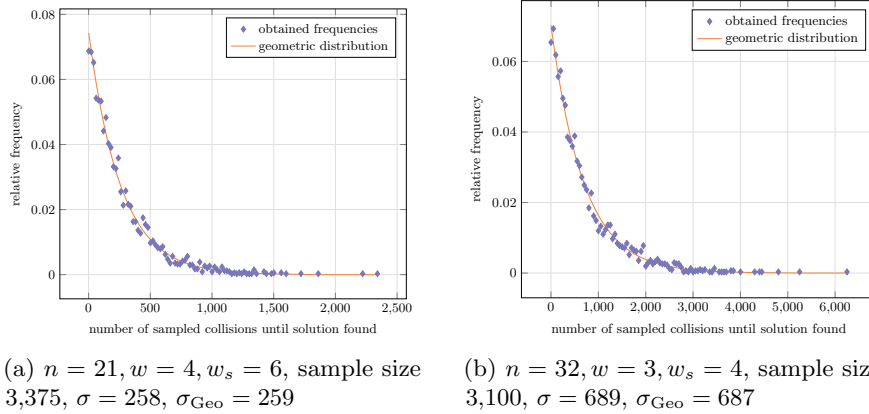 0.08
0.06
0.04
0.02
0
relative frequency
obtained frequencies
geometric distribution
0 500 1,000 1,500 2,000 2,500
number of sampled collisions until solution found
(a) n = 21, w = 4, w_s = 6, sample size
3,375, σ = 258, σ_Geo = 259
0.06
0.04
0.02
0
relative frequency
obtained frequencies
geometric distribution
0 1,000 2,000 3,000 4,000 5,000 6,000
number of sampled collisions until solution found
(b) n = 32, w = 3, w_s = 4, sample siz
3,100, σ = 689, σ_Geo = 687